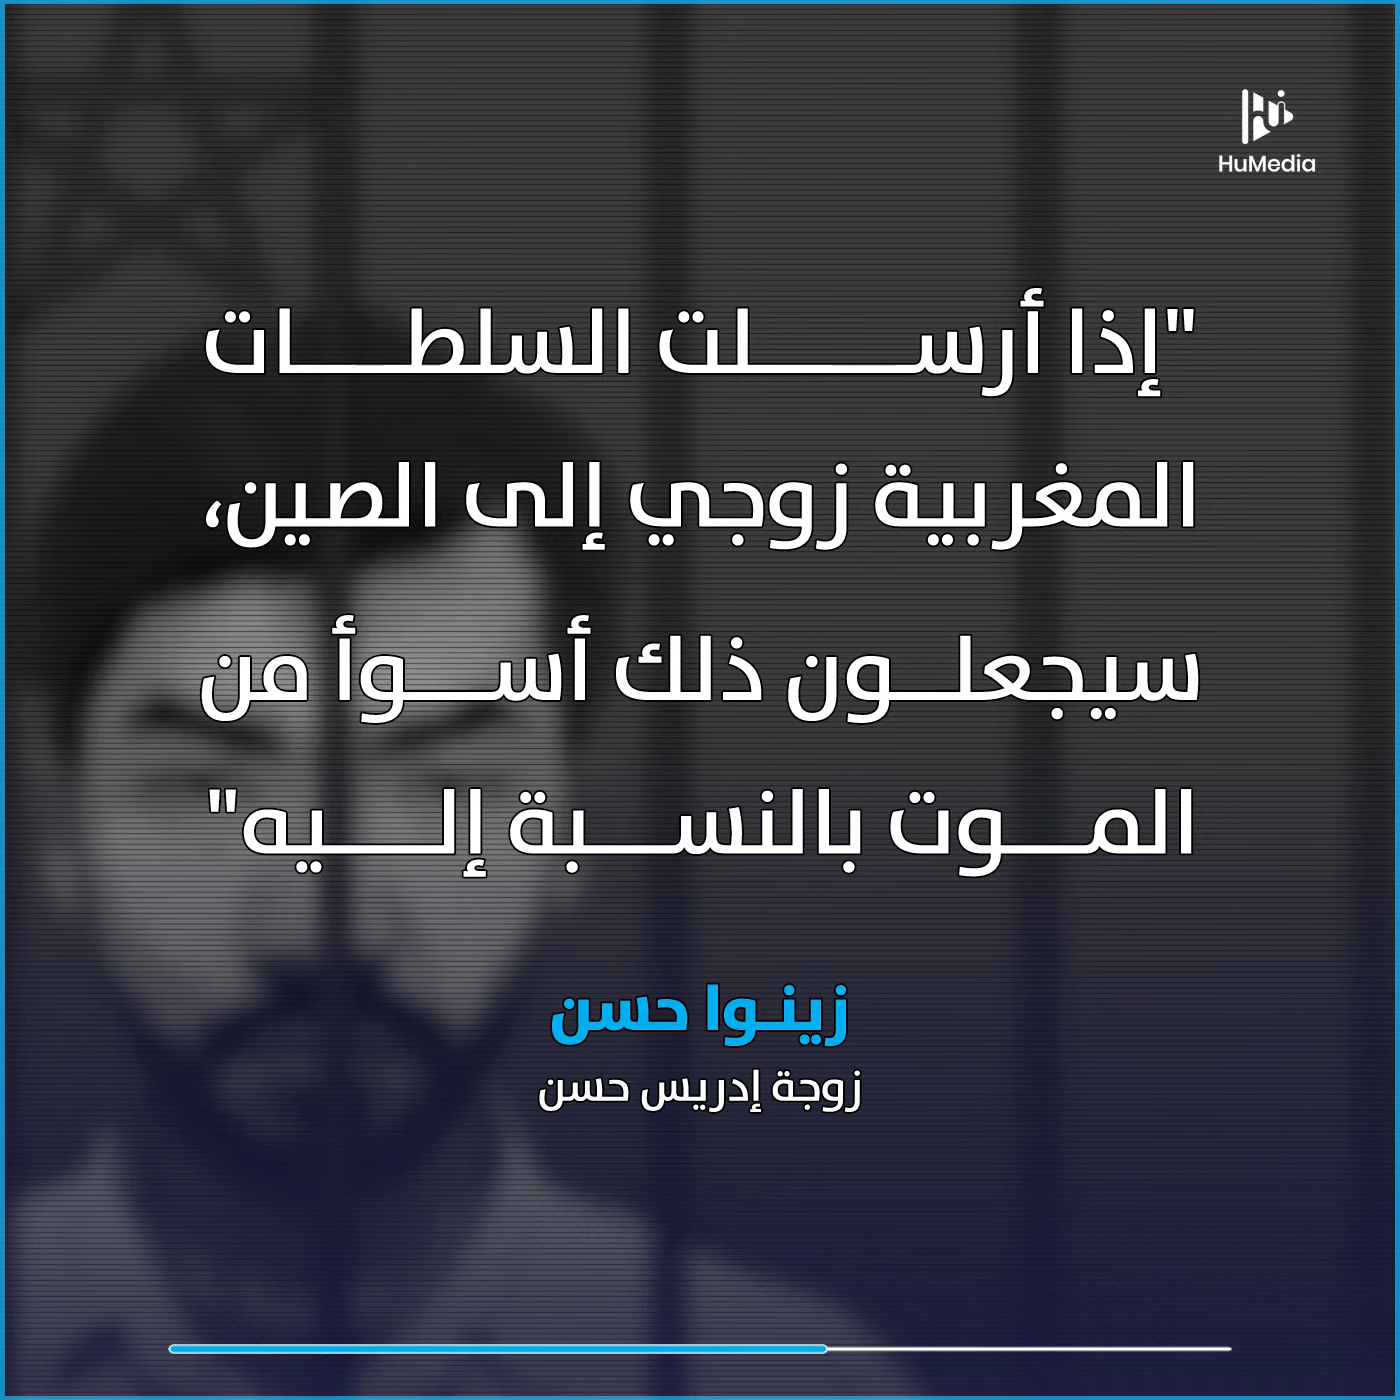 HuMedia
"إذا أرسلت السلطات
المغربية زوجي إلى الصين،
سيجعلون ذلك أسوأ من
الموت بالنسبة إليه"
زينوا حسن
زوجة إدريس حسن